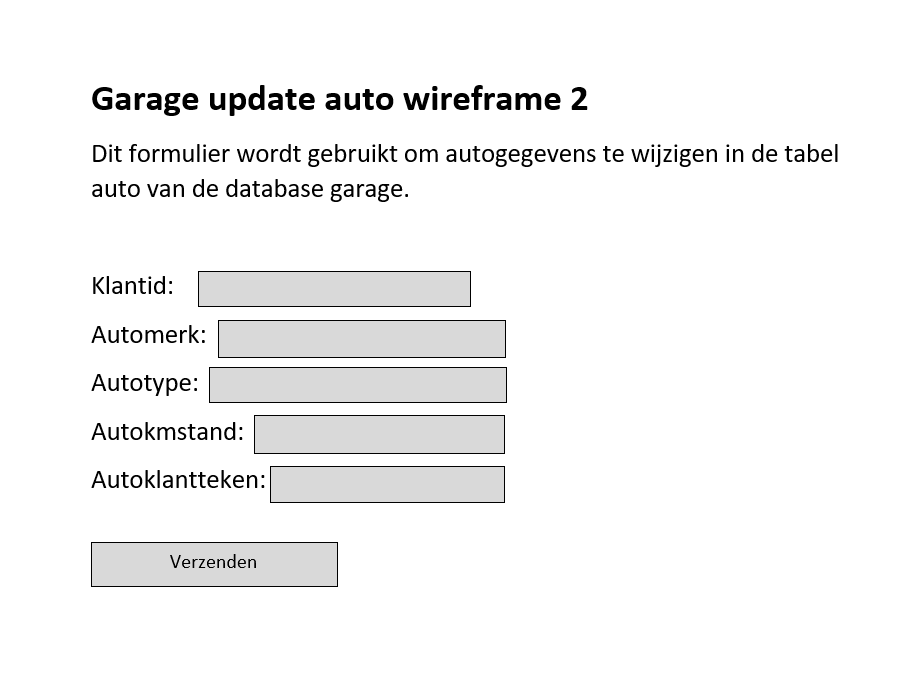 Garage update auto wireframe 2
Dit formulier wordt gebruikt om autogegevens te wijzigen in de tabel
auto van de database garage.
Klantid:
Automerk:
Autotype:
Autokmstand:
Autoklantteken:
Verzenden